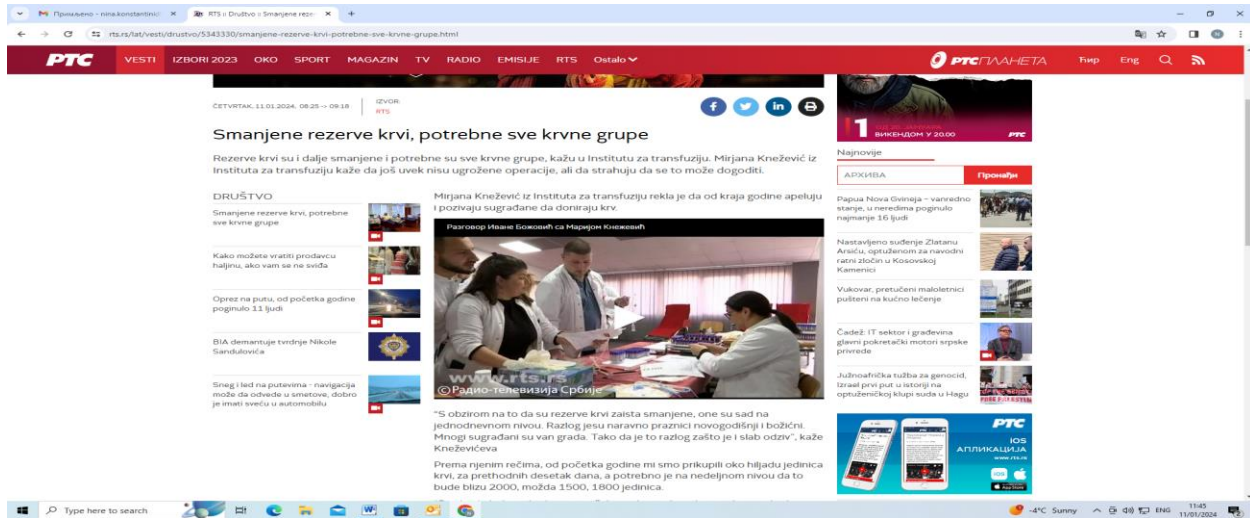 Примљено - nina.konstantinic
RTS :: Društvo :: Smanjene reze
rts.rs/lat/vesti/drustvo/5343330/smanjene-rezerve-krvi-potrebne-sve-krvne-grupe.html
РТС
VESTI IZBORI 2023 OKO SPORT MAGAZIN TV RADIO EMISIJE RTS Ostalo
РТС ПЛАНЕТА
Ћир Eng
ČETVRTAK, 11.01.2024, 08:25 -> 09:18
IZVOR:
RTS
Smanjene rezerve krvi, potrebne sve krvne grupe
Rezerve krvi su i dalje smanjene i potrebne su sve krvne grupe, kažu u Institutu za transfuziju. Mirjana Knežević iz
Instituta za transfuziju kaže da još uvek nisu ugrožene operacije, ali da strahuju da se to može dogoditi.
DRUŠTVO
Smanjene rezerve krvi, potrebne
sve krvne grupe
Kako možete vratiti prodavcu
haljinu, ako vam se ne sviđa
Oprez na putu, od početka godine
poginulo 11 ljudi
BIA demantuje tvrdnje Nikole
Sandulovića
Sneg i led na putevima - navigacija
može da odvede u smetove, dobro
je imati sveću u automobilu
Mirjana Knežević iz Instituta za transfuziju rekla je da od kraja godine apeluju
i pozivaju sugrađane da doniraju krv.
Разговор Иване Божовић са Маријом Кнежевић
www.rts.rs
©Радио-телевизија Србије
"S obzirom na to da su rezerve krvi zaista smanjene, one su sad na
jednodnevnom nivou. Razlog jesu naravno praznici novogodišnji i božićni.
Mnogi sugrađani su van grada. Tako da je to razlog zašto je i slab odziv", kaže
Kneževićeva
Prema njenim rečima, od početka godine mi smo prikupili oko hiljadu jedinica
krvi, za prethodnih desetak dana, a potrebno je na nedeljnom nivou da to
bude blizu 2000, možda 1500, 1800 jedinica.
1
ВИКЕНДОМ У 20.00
РТС
Najnovije
АРХИВА
Пронађи
Papua Nova Gvineja – vanredno
stanje, u neredima poginulo
najmanje 16 ljudi
Nastavljeno suđenje Zlatanu
Arsiću, optuženom za navodni
ratni zločin u Kosovskoj
Kamenici
Vukovar, pretučeni maloletnici
pušteni na kućno lečenje
Čadež: IT sektor i građevina
glavni pokretački motori srpske
privrede
Južnoafrička tužba za genocid,
Izrael prvi put u istoriji na
optuženičkoj klupi suda u Hagu
РТС
iOS
АПЛИКАЦИЈА
www.rts.rs
Type here to search
-4°C Sunny
ENG
11:45
11/01/2024